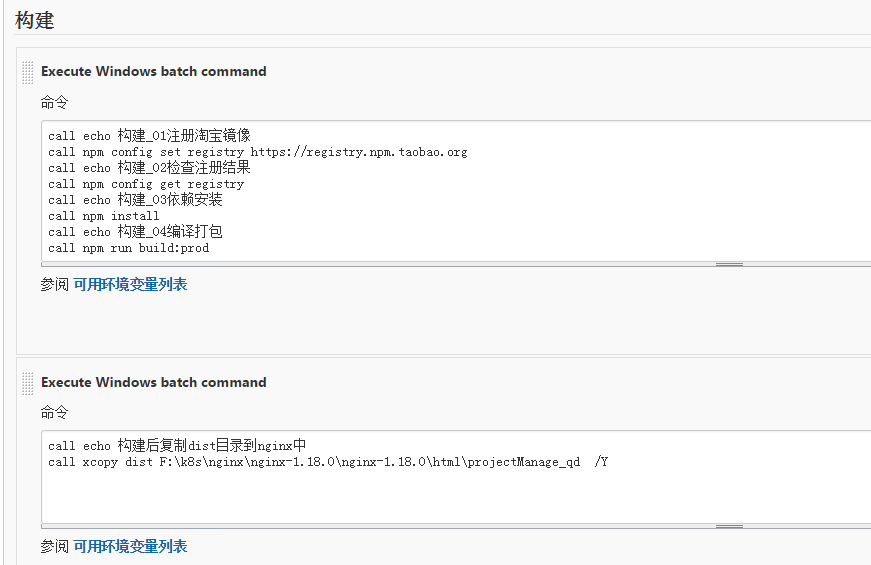 构建
Execute Windows batch command
命令
call echo 构建_01注册淘宝镜像
call npm config set registry https://registry.npm.taobao.org
call echo 构建_02检查注册结果
call npm config get registry
call echo 构建_03依赖安装
call npm install
call echo 构建_04编译打包
call npm run build:prod
参阅 可用环境变量列表
Execute Windows batch command
命令
call echo 构建后复制dist目录到nginx中
call xcopy dist F:\k8s\nginx\nginx-1.18.0\nginx-1.18.0\html\projectManage_qd  /Y
参阅 可用环境变量列表